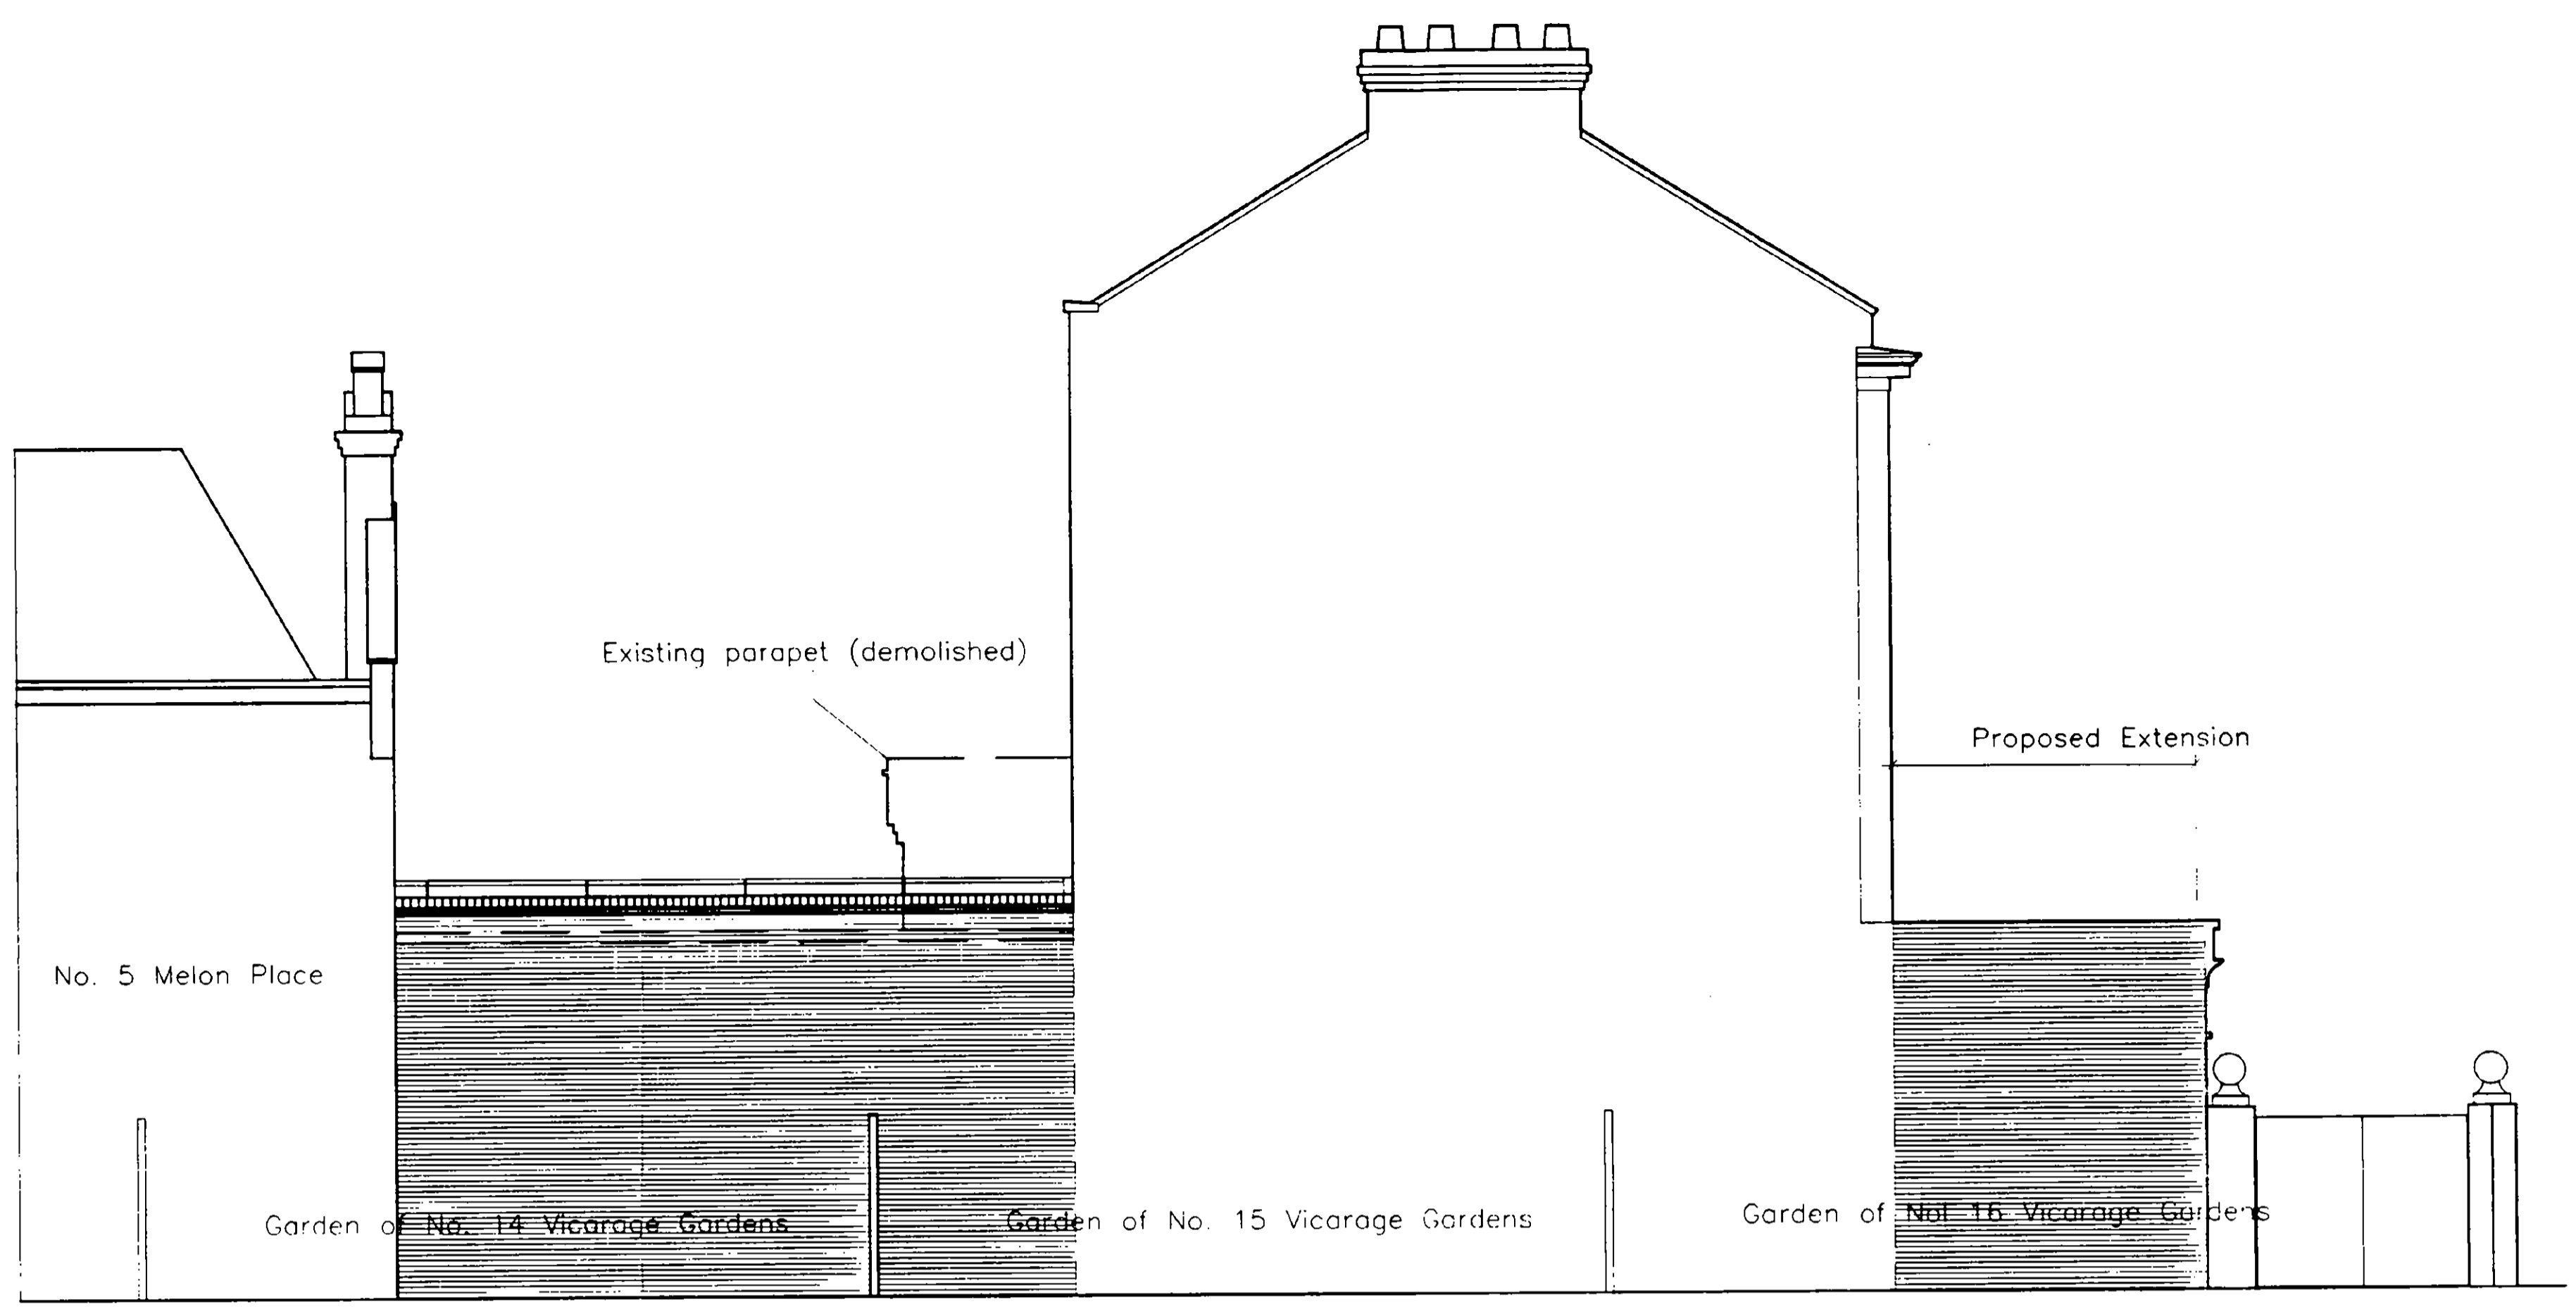 Existing parapet (demolished)
Proposed Extension
No. 5 Melon Place
Garden of No. 14 Vicarage Gardens
Garden of No. 15 Vicarage Gardens
Garden of No. 16 Vicarage Gardens